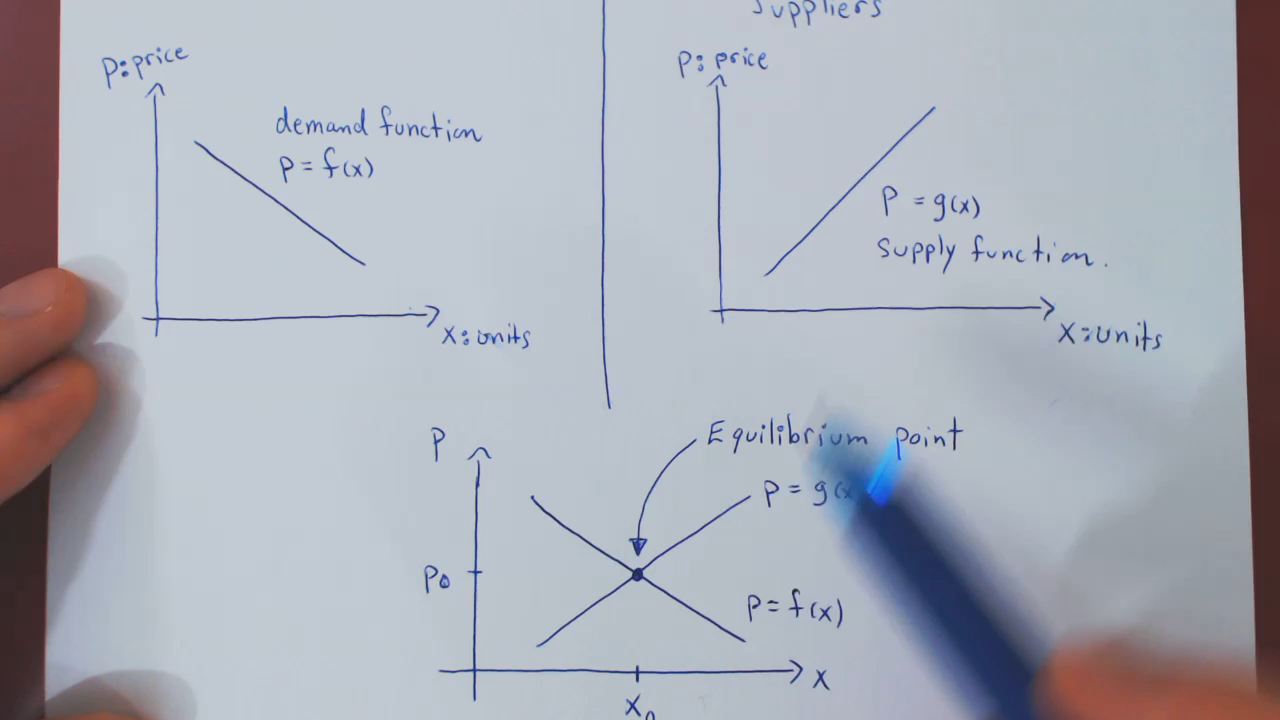 Suppliers
P: price
demand function
P = f(x)
x: units
P: price
P = g(x)
supply function.
x: units
P
Equilibrium point
P = g(x
P0
P = f(x)
x
x0